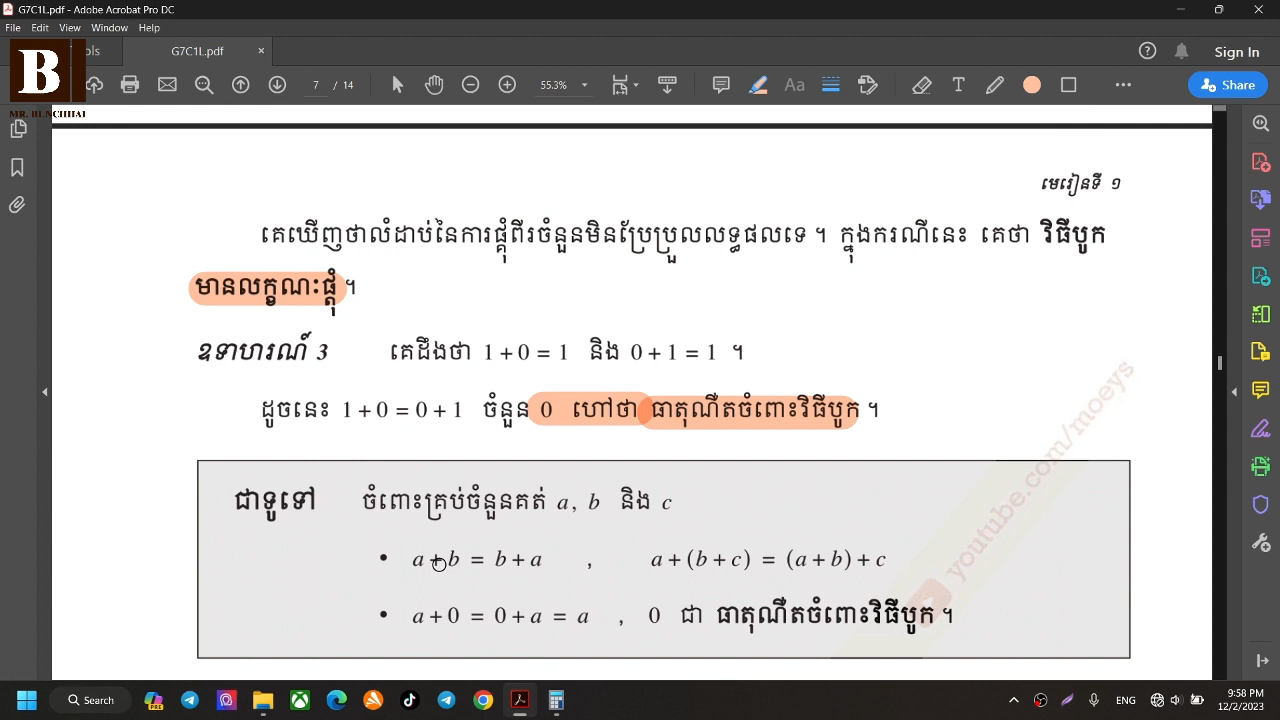 G7C1L.pdf - Adobe Acrobat Pro DC
File Edit View Window Help
ols G7C1L.pdf × Sign In
B 7 / 14 55.3% Aa Share
MR. BUNCHHAI
មេរៀនទី ១
គេឃើញថាលំដាប់នៃការផ្គុំពីរចំនួនមិនប្រែប្រួលលទ្ធផលទេ ។ ក្នុងករណីនេះ គេថា វិធីបូក
មានលក្ខណៈផ្តុំ ។
ឧទាហរណ៍ 3 គេដឹងថា 1 + 0 = 1 និង 0 + 1 = 1 ។
ដូចនេះ 1 + 0 = 0 + 1 ចំនួន 0 ហៅថា ធាតុណឺតចំពោះវិធីបូក ។
ជាទូទៅ ចំពោះគ្រប់ចំនួនគត់ a, b និង c
• a + b = b + a , a + (b + c) = (a + b) + c
• a + 0 = 0 + a = a , 0 ជា ធាតុណឺតចំពោះវិធីបូក ។
youtube.com/moeys
Search PRE ENG 9:58 PM
12/2/2023